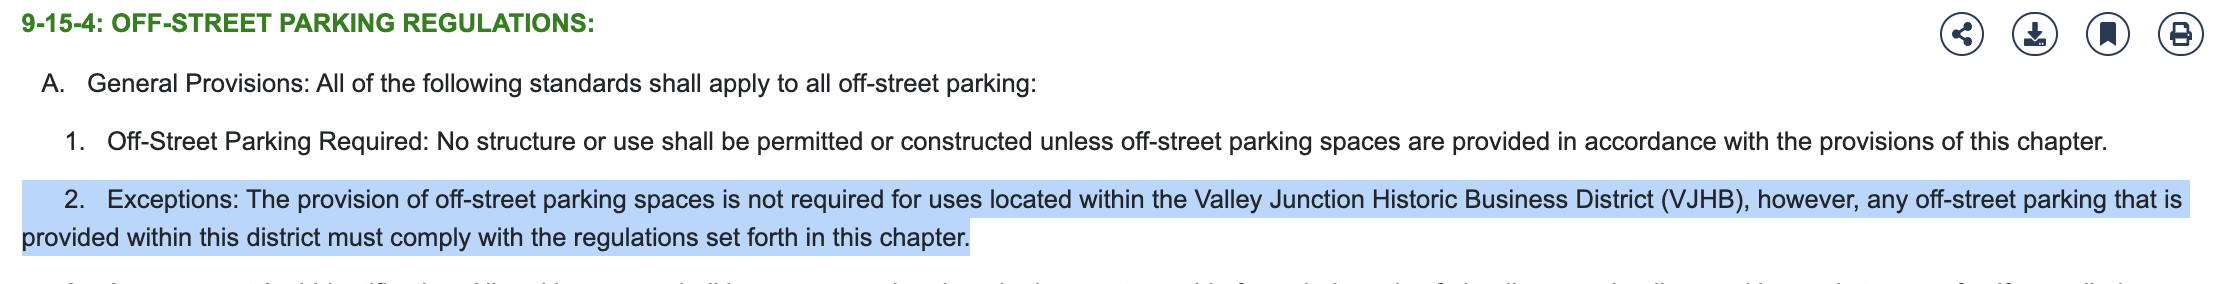 9-15-4: OFF-STREET PARKING REGULATIONS:
A. General Provisions: All of the following standards shall apply to all off-street parking:
1. Off-Street Parking Required: No structure or use shall be permitted or constructed unless off-street parking spaces are provided in accordance with the provisions of this chapter.
2. Exceptions: The provision of off-street parking spaces is not required for uses located within the Valley Junction Historic Business District (VJHB), however, any off-street parking that is
provided within this district must comply with the regulations set forth in this chapter.